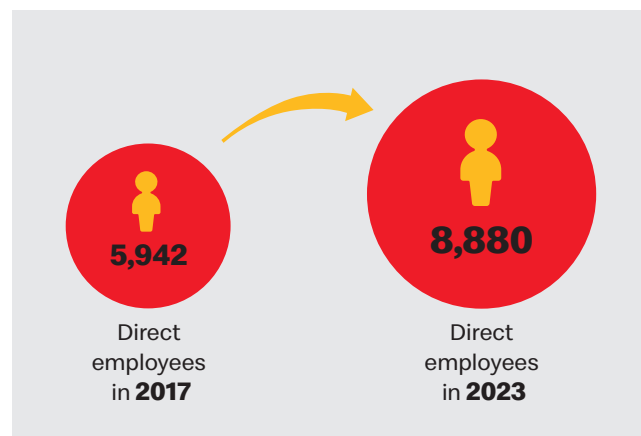 5,942
Direct
employees
in 2017
8,880
Direct
employees
in 2023